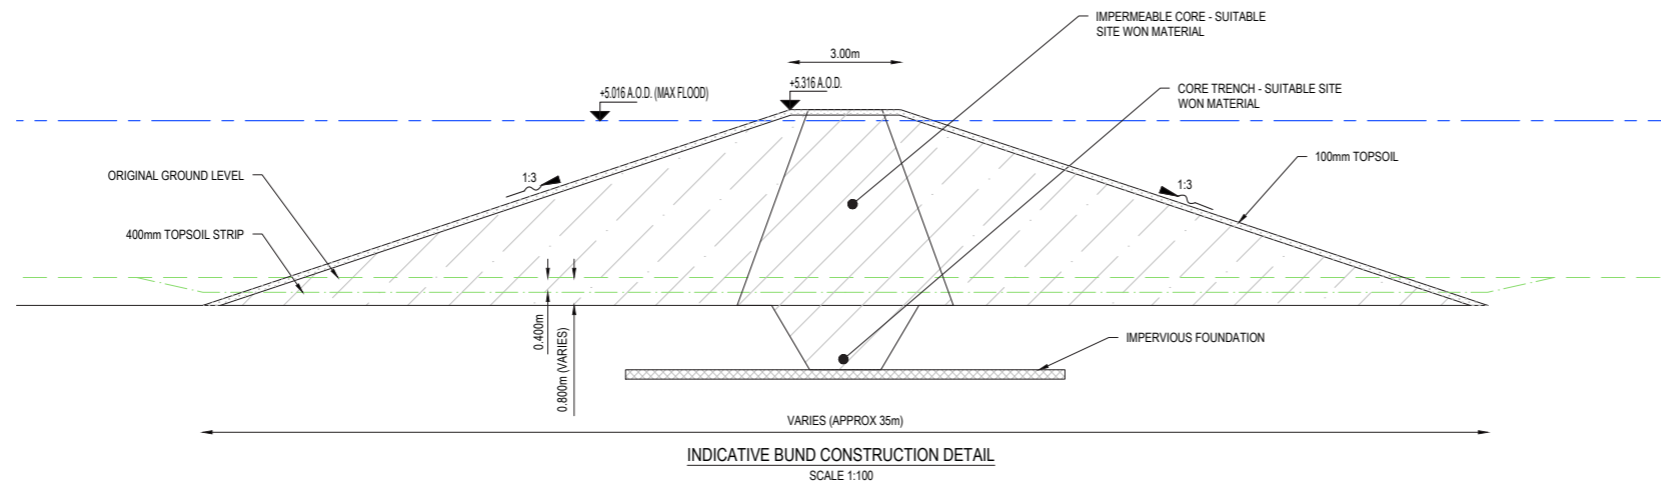 IMPERMEABLE CORE - SUITABLE
SITE WON MATERIAL
3.00m
+5.316 A.O.D.
+5.016 A.O.D. (MAX FLOOD)
CORE TRENCH - SUITABLE SITE
WON MATERIAL
100mm TOPSOIL
ORIGINAL GROUND LEVEL
1:3
1:3
400mm TOPSOIL STRIP
0.400m
0.800m (VARIES)
IMPERVIOUS FOUNDATION
VARIES (APPROX 35m)
INDICATIVE BUND CONSTRUCTION DETAIL
SCALE 1:100